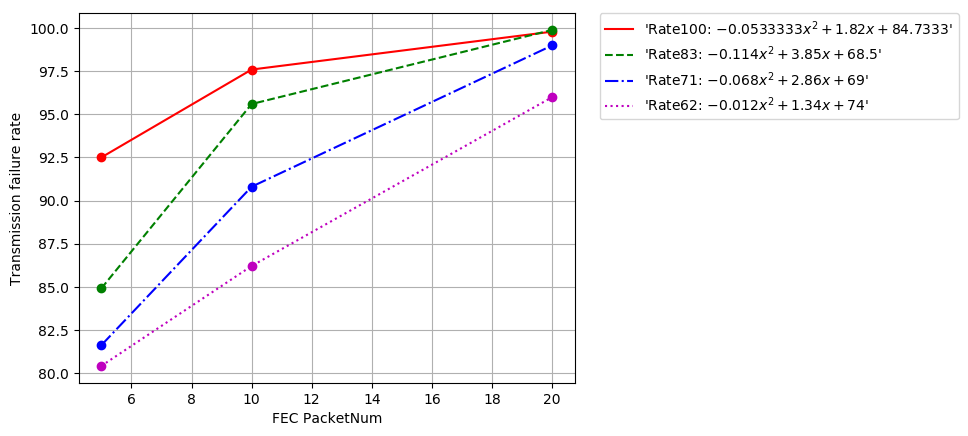 100.0
97.5
95.0
92.5
90.0
87.5
85.0
82.5
80.0
Transmission failure rate
6 8 10 12 14 16 18 20
FEC PacketNum
'Rate100: −0.0533333x² + 1.82x + 84.7333'
'Rate83: −0.114x² + 3.85x + 68.5'
'Rate71: −0.068x² + 2.86x + 69'
'Rate62: −0.012x² + 1.34x + 74'